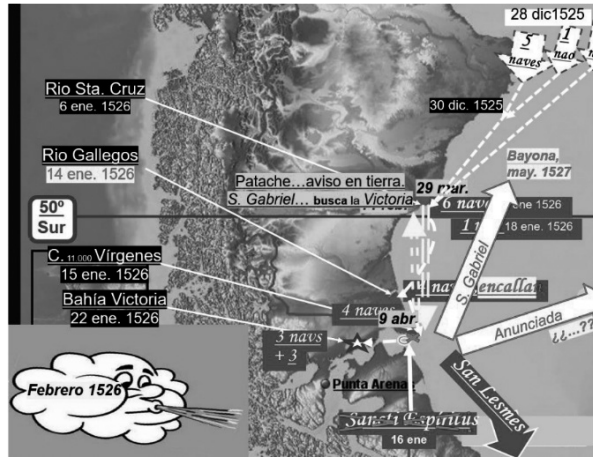 28 dic1525
5
naves
1
nao
Rio Sta. Cruz
6 ene. 1526
30 dic. 1525
Rio Gallegos
14 ene. 1526
Bayona,
may. 1527
Patache...aviso en tierra.
29 mar.
S. Gabriel... busca la Victoria
6 nav ene 1526
1 18 ene. 1526
50º
Sur
C. 11.000 Vírgenes
15 ene. 1526
encallan
S. Gabriel
Bahía Victoria
22 ene. 1526
4 naves
9 abr.
Anunciada
¿¿...??
3 navs
+ 3
Febrero 1526
Punta Arenas
San Lesmes
Sancti Espíritus
16 ene